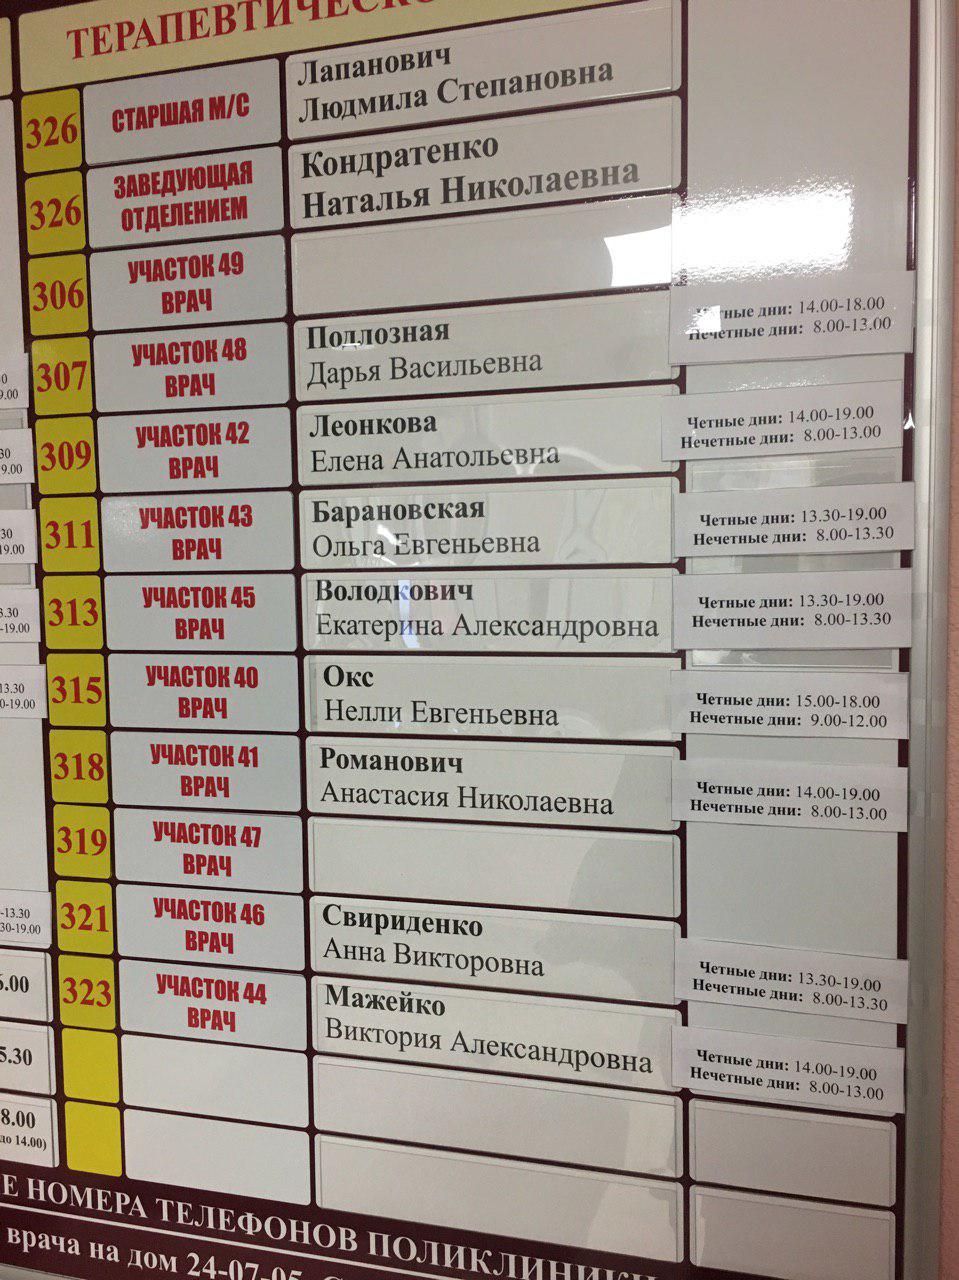 ТЕРАПЕВТИЧЕСКО
326 СТАРШАЯ М/С Лапанович
Людмила Степановна
326 ЗАВЕДУЮЩАЯ ОТДЕЛЕНИЕМ Кондратенко
Наталья Николаевна
306 УЧАСТОК 49
ВРАЧ
307 УЧАСТОК 48
ВРАЧ
Подлозная
Дарья Васильевна
Четные дни: 14.00-18.00
Нечетные дни: 8.00-13.00
309 УЧАСТОК 42
ВРАЧ
Леонкова
Елена Анатольевна
Четные дни: 14.00-19.00
Нечетные дни: 8.00-13.00
311 УЧАСТОК 43
ВРАЧ
Барановская
Ольга Евгеньевна
Четные дни: 13.30-19.00
Нечетные дни: 8.00-13.30
313 УЧАСТОК 45
ВРАЧ
Володкович
Екатерина Александровна
Четные дни: 13.30-19.00
Нечетные дни: 8.00-13.30
315 УЧАСТОК 40
ВРАЧ
Окс
Нелли Евгеньевна
Четные дни: 15.00-18.00
Нечетные дни: 9.00-12.00
318 УЧАСТОК 41
ВРАЧ
Романович
Анастасия Николаевна
Четные дни: 14.00-19.00
Нечетные дни: 8.00-13.00
319 УЧАСТОК 47
ВРАЧ
321 УЧАСТОК 46
ВРАЧ
Свириденко
Анна Викторовна
Четные дни: 13.30-19.00
Нечетные дни: 8.00-13.30
323 УЧАСТОК 44
ВРАЧ
Мажейко
Виктория Александровна
Четные дни: 14.00-19.00
Нечетные дни: 8.00-13.00
8.00
до 14.00)
Е НОМЕРА ТЕЛЕФОНОВ ПОЛИКЛИНИКИ
врача на дом 24-07-05